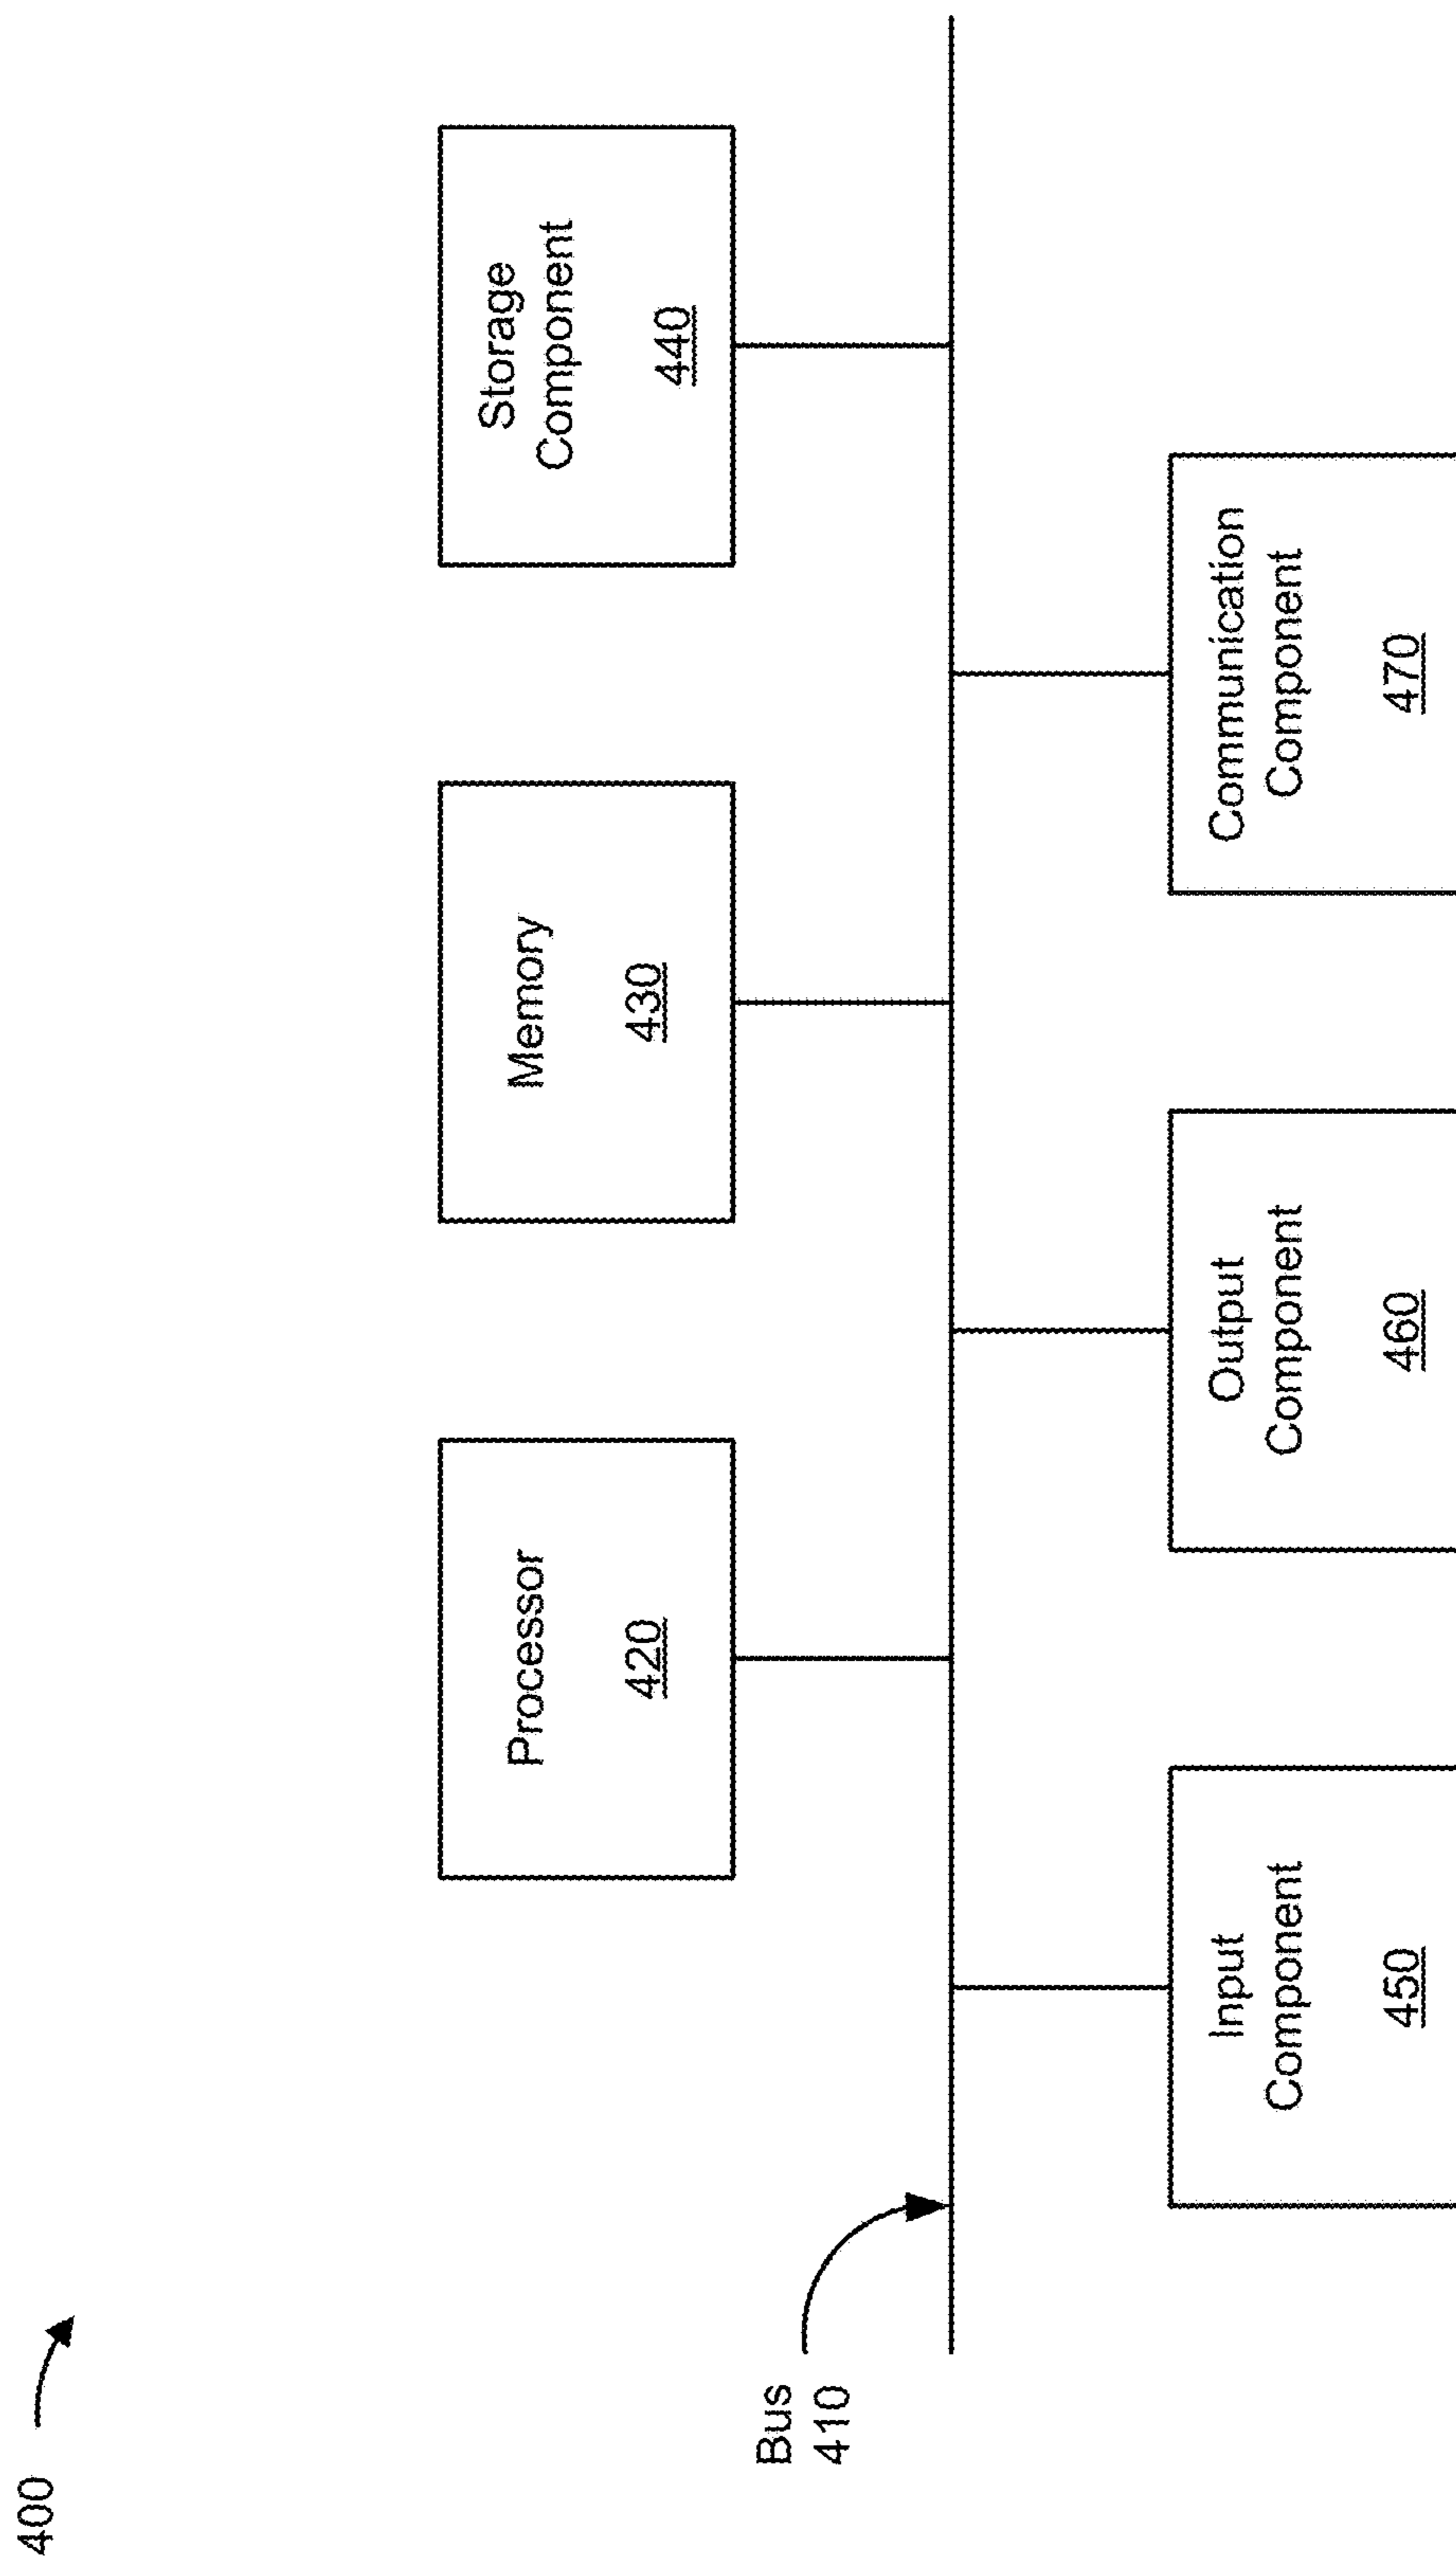 400
Processor
420
Memory
430
Storage
Component
440
Bus
410
Input
Component
450
Output
Component
460
Communication
Component
470